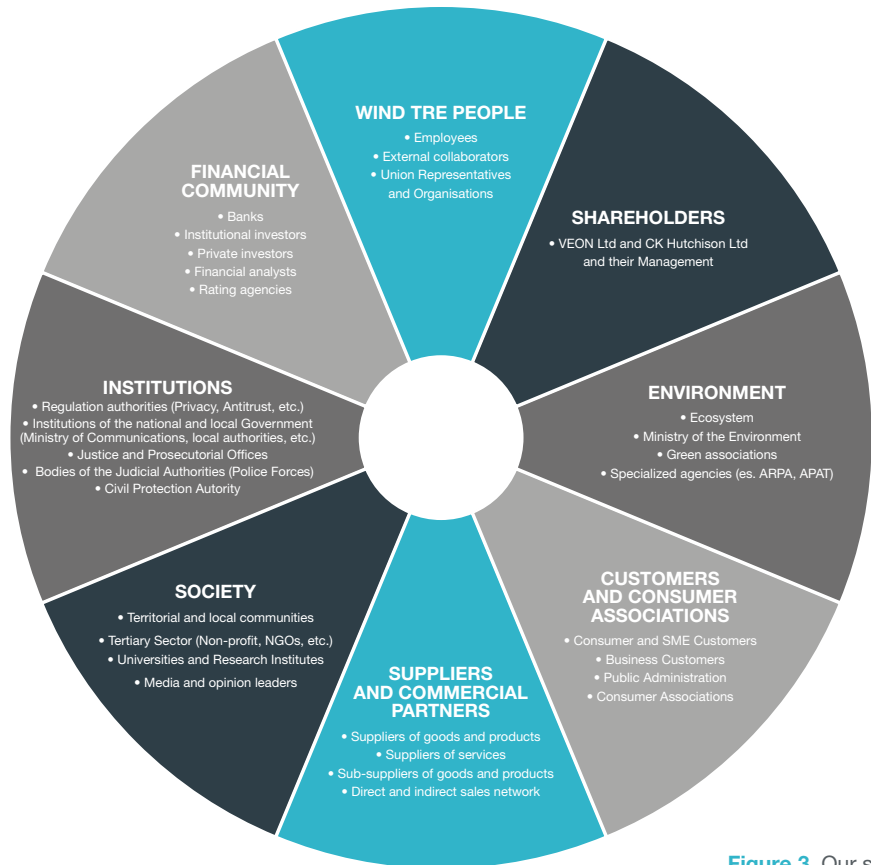 WIND TRE PEOPLE
• Employees
• External collaborators
• Union Representatives
and Organisations
SHAREHOLDERS
• VEON Ltd and CK Hutchison Ltd
and their Management
ENVIRONMENT
• Ecosystem
• Ministry of the Environment
• Green associations
• Specialized agencies (es. ARPA, APAT)
CUSTOMERS
AND CONSUMER
ASSOCIATIONS
• Consumer and SME Customers
• Business Customers
• Public Administration
• Consumer Associations
SUPPLIERS
AND COMMERCIAL
PARTNERS
• Suppliers of goods and products
• Suppliers of services
• Sub-suppliers of goods and products
• Direct and indirect sales network
SOCIETY
• Territorial and local communities
• Tertiary Sector (Non-profit, NGOs, etc.)
• Universities and Research Institutes
• Media and opinion leaders
INSTITUTIONS
• Regulation authorities (Privacy, Antitrust, etc.)
• Institutions of the national and local Government
(Ministry of Communications, local authorities, etc.)
• Justice and Prosecutorial Offices
• Bodies of the Judicial Authorities (Police Forces)
• Civil Protection Autority
FINANCIAL
COMMUNITY
• Banks
• Institutional investors
• Private investors
• Financial analysts
• Rating agencies
Figure 3 Our s